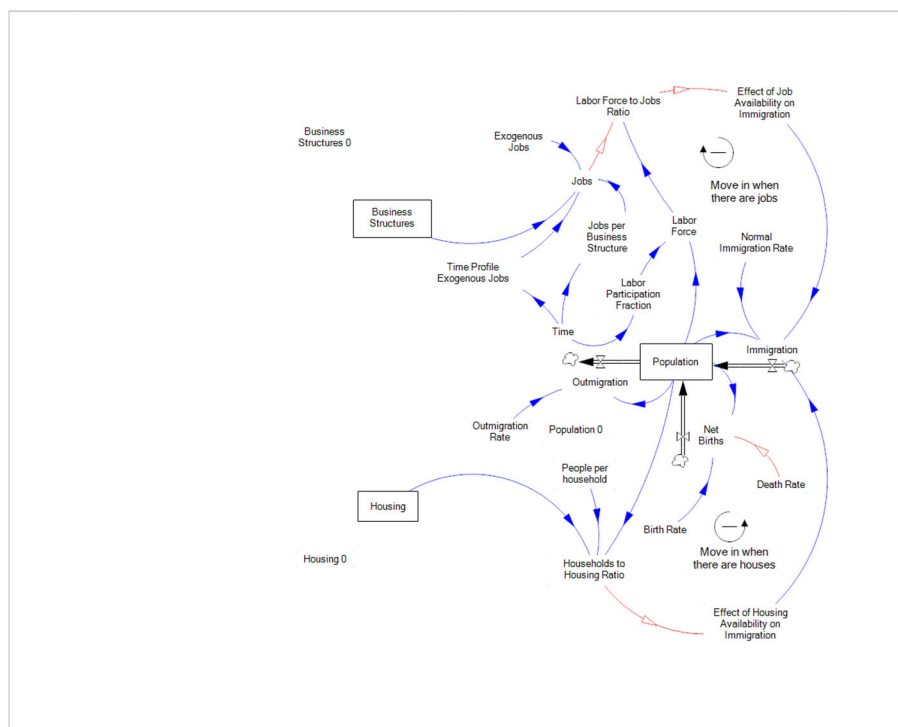 Effect of Job
Availability on
Immigration
Labor Force to Jobs
Ratio
Business
Structures 0
Exogenous
Jobs
Jobs
Move in when
there are jobs
Business
Structures
Jobs per
Business
Structure
Labor
Force
Normal
Immigration Rate
Time Profile
Exogenous Jobs
Labor
Participation
Fraction
Time
Immigration
Population
Outmigration
Outmigration
Rate
Population 0
Net
Births
People per
household
Death Rate
Housing
Birth Rate
Move in when
there are houses
Housing 0
Households to
Housing Ratio
Effect of Housing
Availability on
Immigration